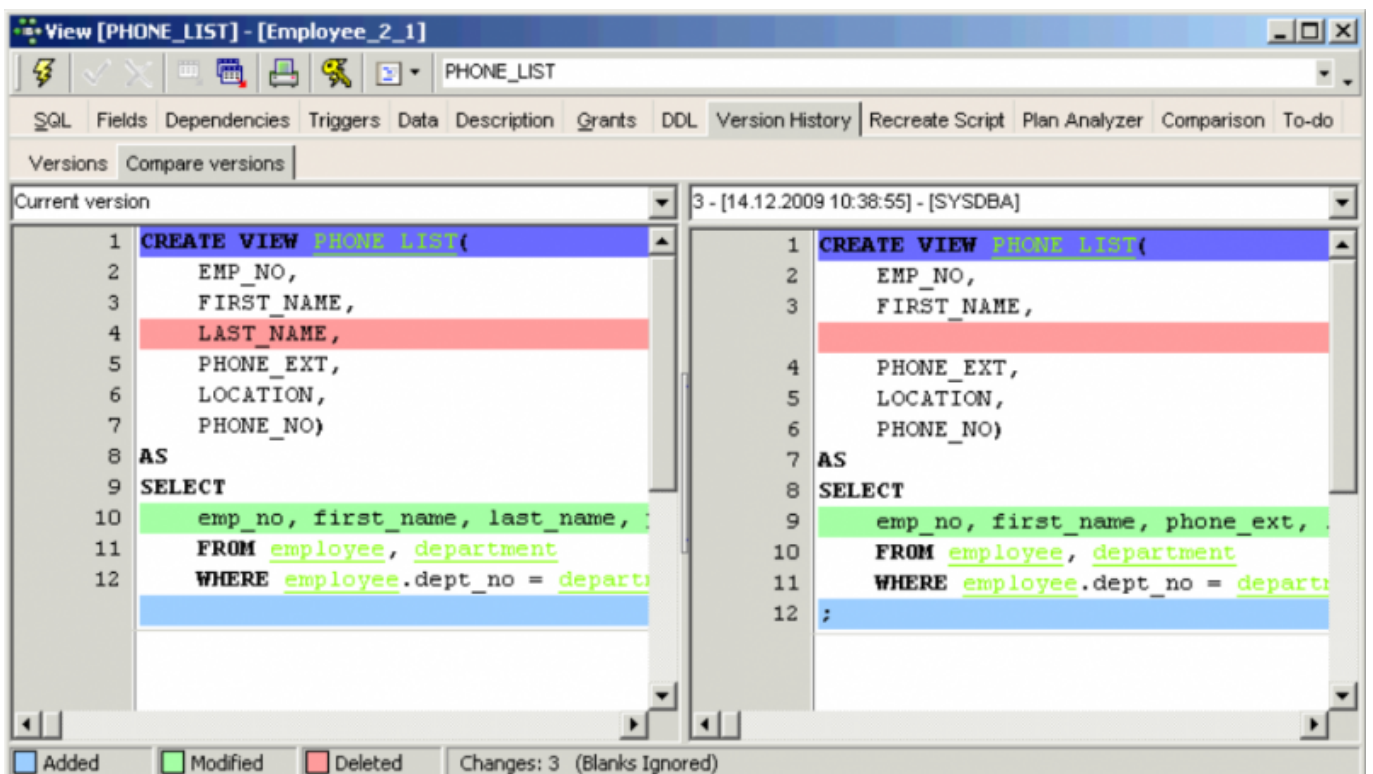 View [PHONE_LIST] - [Employee_2_1]
PHONE_LIST
SQL Fields Dependencies Triggers Data Description Grants DDL Version History Recreate Script Plan Analyzer Comparison To-do
Versions Compare versions
Current version
1 CREATE VIEW PHONE_LIST(
2 EMP_NO,
3 FIRST_NAME,
4 LAST_NAME,
5 PHONE_EXT,
6 LOCATION,
7 PHONE_NO)
8 AS
9 SELECT
10 emp_no, first_name, last_name,
11 FROM employee, department
12 WHERE employee.dept_no =
3 - [14.12.2009 10:38:55] - [SYSDBA]
1 CREATE VIEW PHONE_LIST(
2 EMP_NO,
3 FIRST_NAME,
4 PHONE_EXT,
5 LOCATION,
6 PHONE_NO)
7 AS
8 SELECT
9 emp_no, first_name, phone_ext,
10 FROM employee, department
11 WHERE employee.dept_no =
12 ;
Added Modified Deleted Changes: 3 (Blanks Ignored)